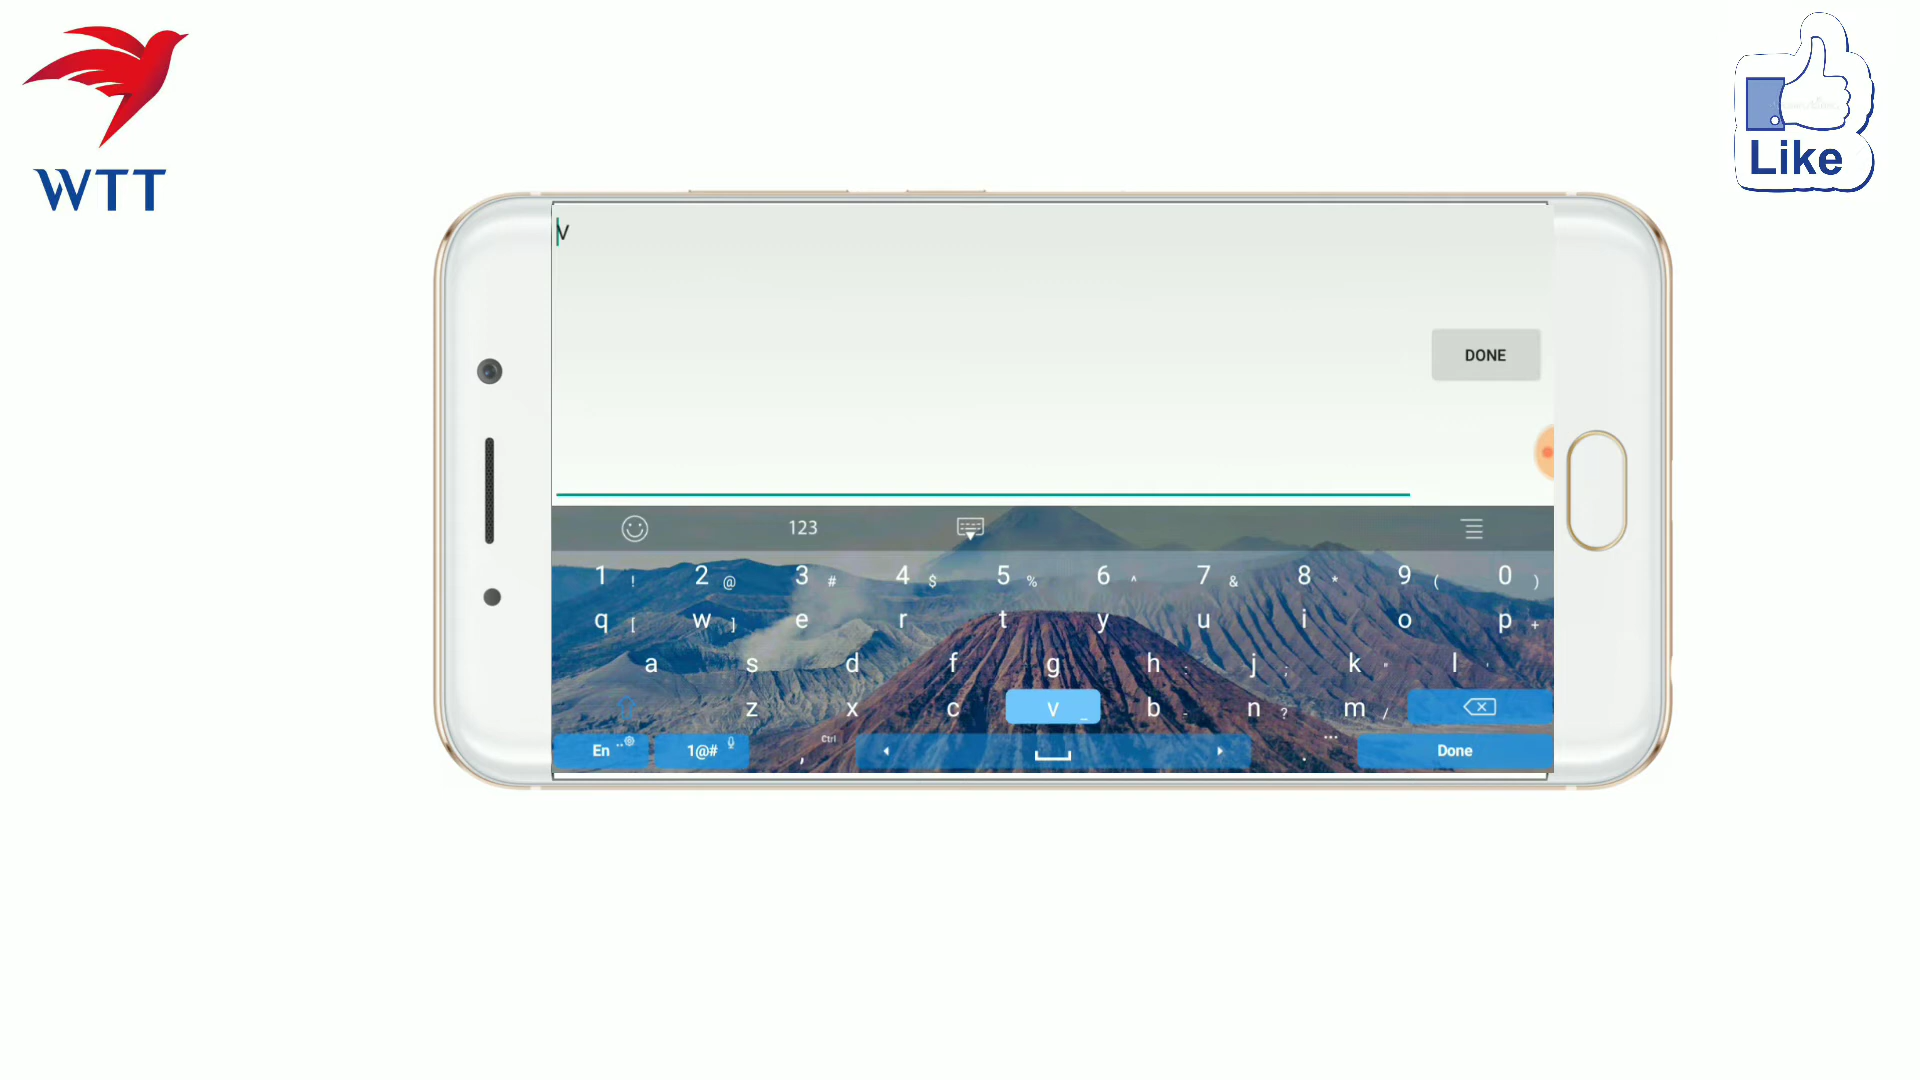 WTT
Like
V
DONE
123
1 ! 2 @ 3 # 4 $ 5 % 6 ^ 7 & 8 * 9 ( 0 )
q [ w ] e r t y u i o p +
a s d f g h : j ; k " l '
z x c v _ b - n ? m /
En 1@# , Ctrl . ... Done